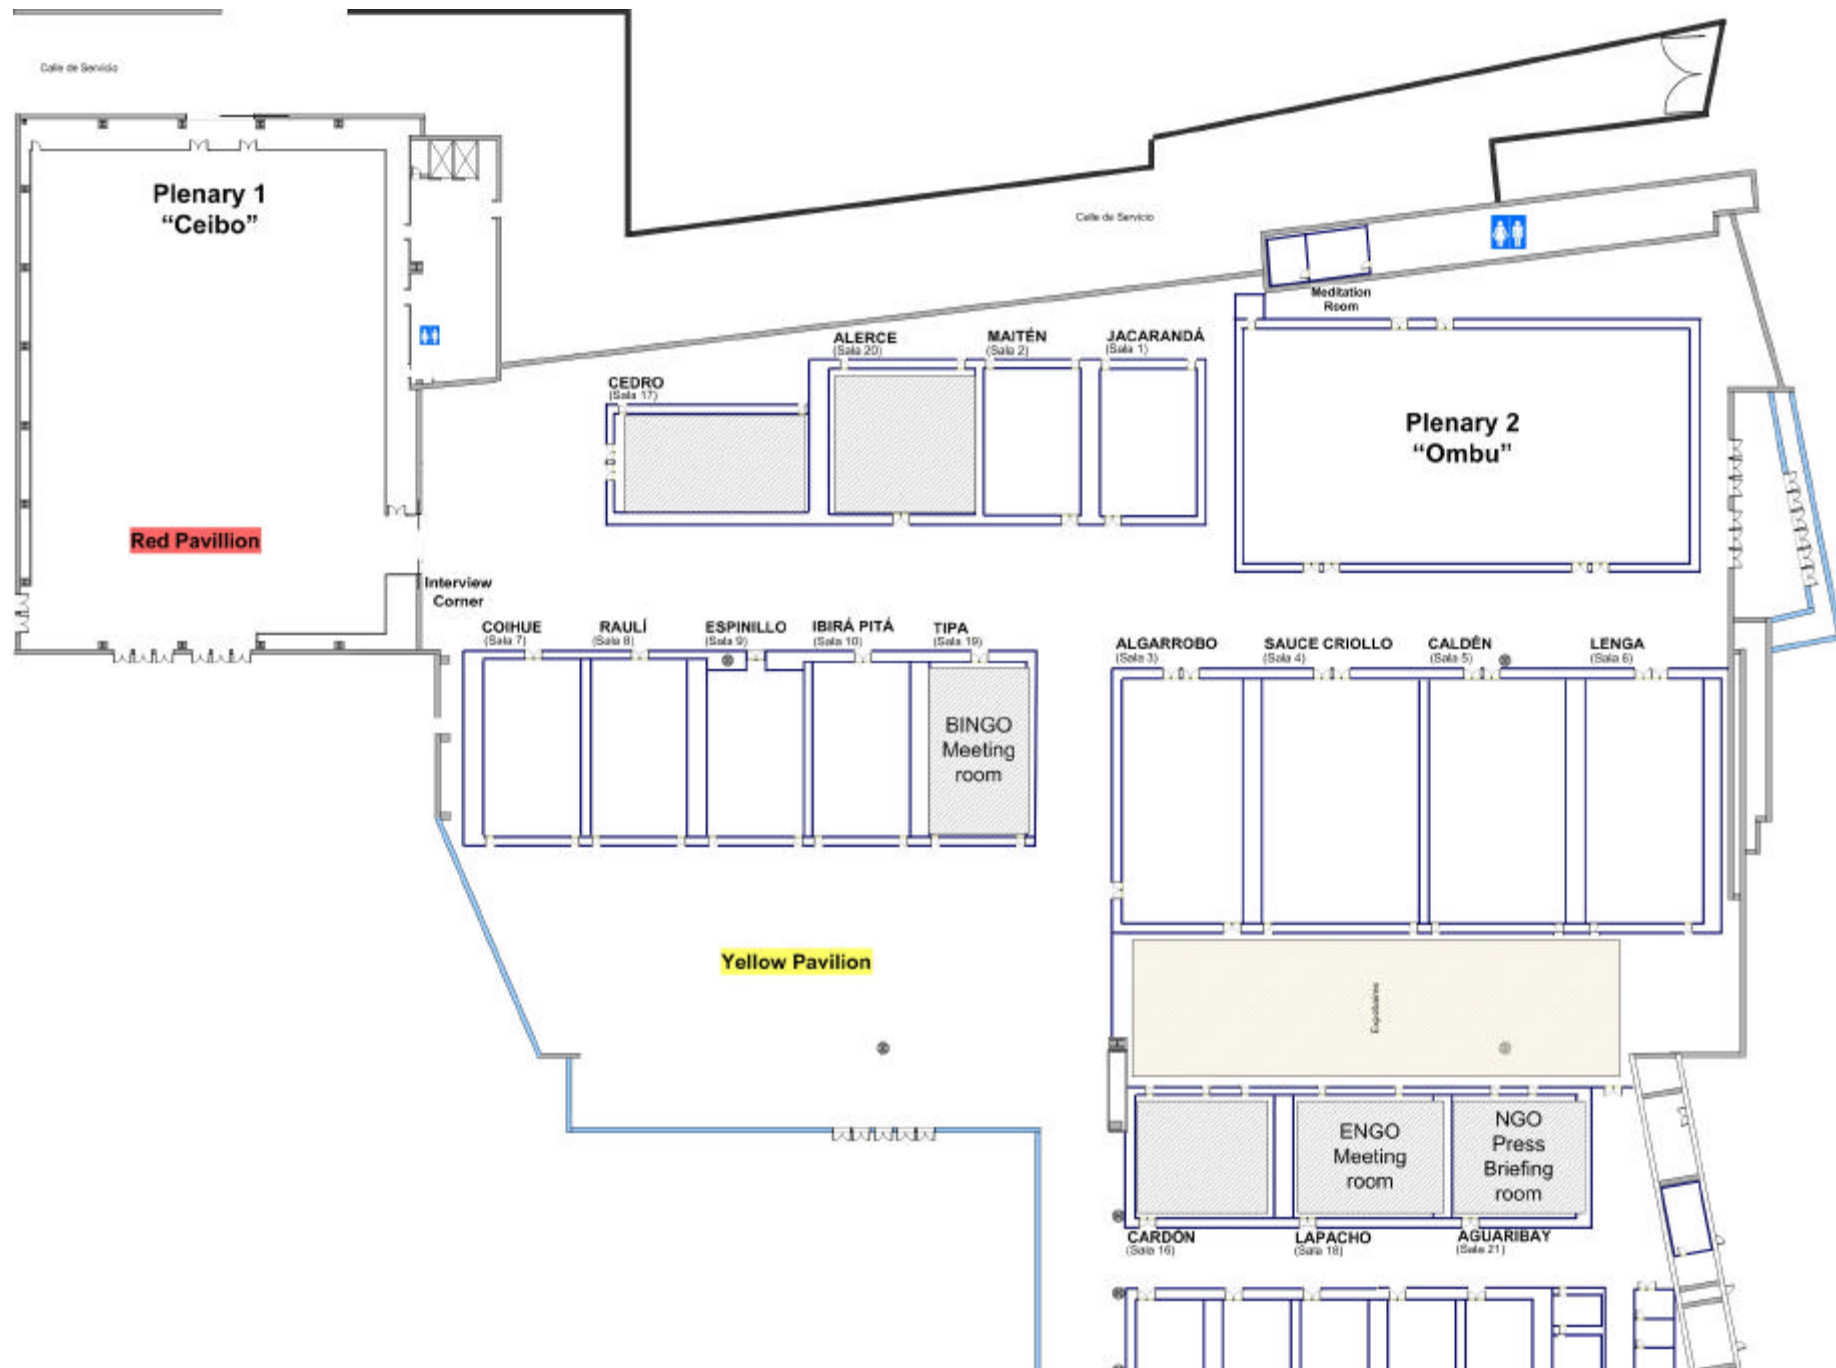 Calle de Servicio
Plenary 1
“Ceibo”
Calle de Servicio
Meditation
Room
ALERCE
(Sala 20)
MAITÉN
(Sala 2)
JACARANDÁ
(Sala 1)
CEDRO
(Sala 17)
Plenary 2
“Ombu”
Red Pavillion
Interview
Corner
COIHUE
(Sala 7)
RAULÍ
(Sala 8)
ESPINILLO
(Sala 9)
IBIRÁ PITÁ
(Sala 10)
TIPA
(Sala 19)
ALGARROBO
(Sala 3)
SAUCE CRIOLLO
(Sala 4)
CALDÉN
(Sala 5)
LENGA
(Sala 6)
BINGO
Meeting
room
Yellow Pavilion
ENGO
Meeting
room
NGO
Press
Briefing
room
CARDÓN
(Sala 16)
LAPACHO
(Sala 18)
AGUARIBAY
(Sala 21)